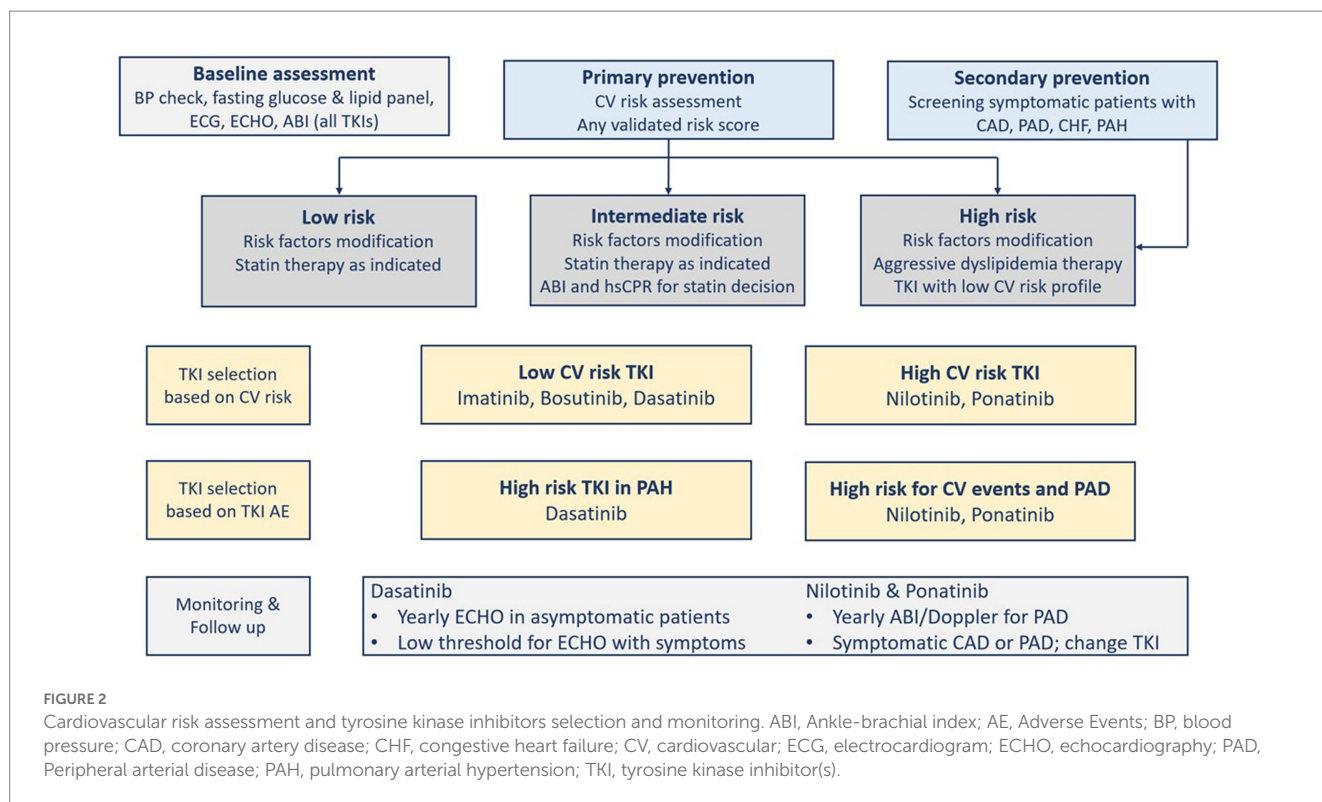 Baseline assessment
BP check, fasting glucose & lipid panel,
ECG, ECHO, ABI (all TKIs)
Primary prevention
CV risk assessment
Any validated risk score
Secondary prevention
Screening symptomatic patients with
CAD, PAD, CHF, PAH
Low risk
Risk factors modification
Statin therapy as indicated
Intermediate risk
Risk factors modification
Statin therapy as indicated
ABI and hsCPR for statin decision
High risk
Risk factors modification
Aggressive dyslipidemia therapy
TKI with low CV risk profile
TKI selection
based on CV risk
Low CV risk TKI
Imatinib, Bosutinib, Dasatinib
High CV risk TKI
Nilotinib, Ponatinib
TKI selection
based on TKI AE
High risk TKI in PAH
Dasatinib
High risk for CV events and PAD
Nilotinib, Ponatinib
Monitoring &
Follow up
Dasatinib
• Yearly ECHO in asymptomatic patients
• Low threshold for ECHO with symptoms
Nilotinib & Ponatinib
• Yearly ABI/Doppler for PAD
• Symptomatic CAD or PAD; change TKI
FIGURE 2
Cardiovascular risk assessment and tyrosine kinase inhibitors selection and monitoring. ABI, Ankle-brachial index; AE, Adverse Events; BP, blood
pressure; CAD, coronary artery disease; CHF, congestive heart failure; CV, cardiovascular; ECG, electrocardiogram; ECHO, echocardiography; PAD,
Peripheral arterial disease; PAH, pulmonary arterial hypertension; TKI, tyrosine kinase inhibitor(s).